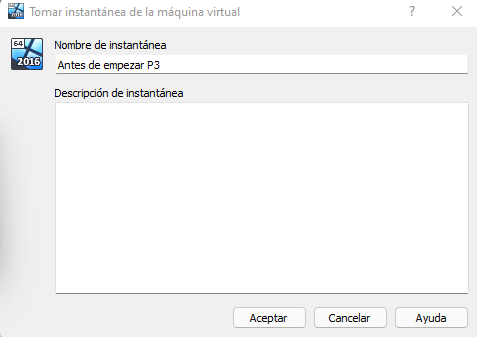 Tomar instantánea de la máquina virtual
?
64
2016
Nombre de instantánea
Antes de empezar P3
Descripción de instantánea
Aceptar Cancelar Ayuda